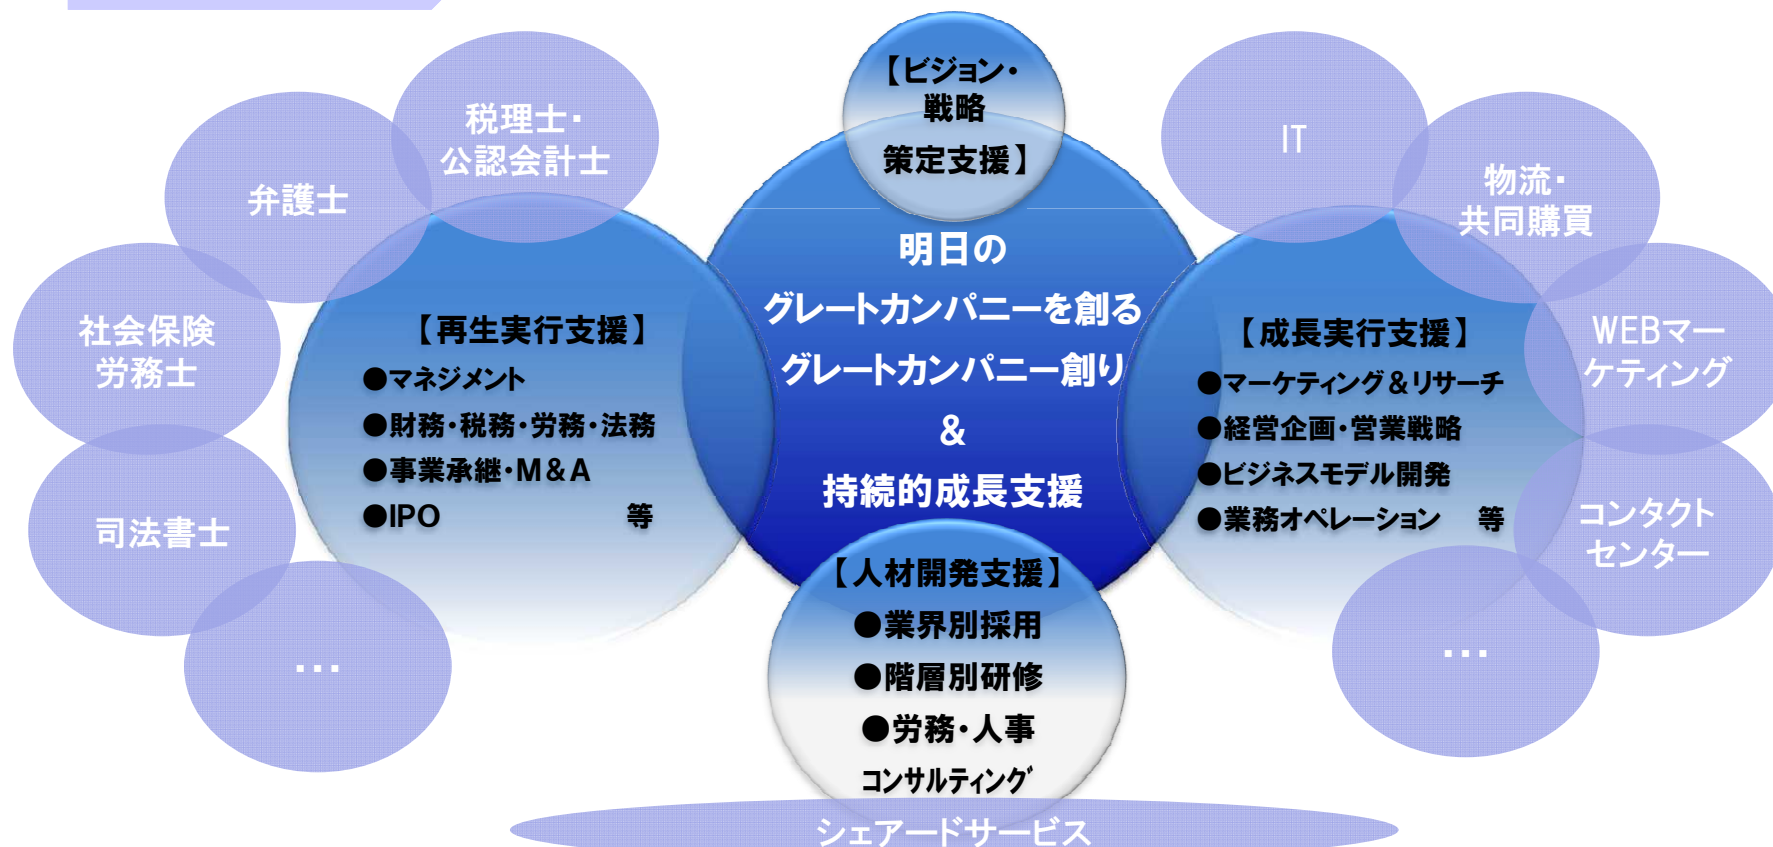 【ビジョン・
戦略
策定支援】
税理士・
公認会計士
弁護士
社会保険
労務士
司法書士
…
【再生実行支援】
●マネジメント
●財務・税務・労務・法務
●事業承継・M&A
●IPO 等
明日の
グレートカンパニーを創る
グレートカンパニー創り
&
持続的成長支援
【成長実行支援】
●マーケティング&リサーチ
●経営企画・営業戦略
●ビジネスモデル開発
●業務オペレーション 等
IT
物流・
共同購買
WEBマー
ケティング
コンタクト
センター
…
【人材開発支援】
●業界別採用
●階層別研修
●労務・人事
コンサルティング
シェアードサービス